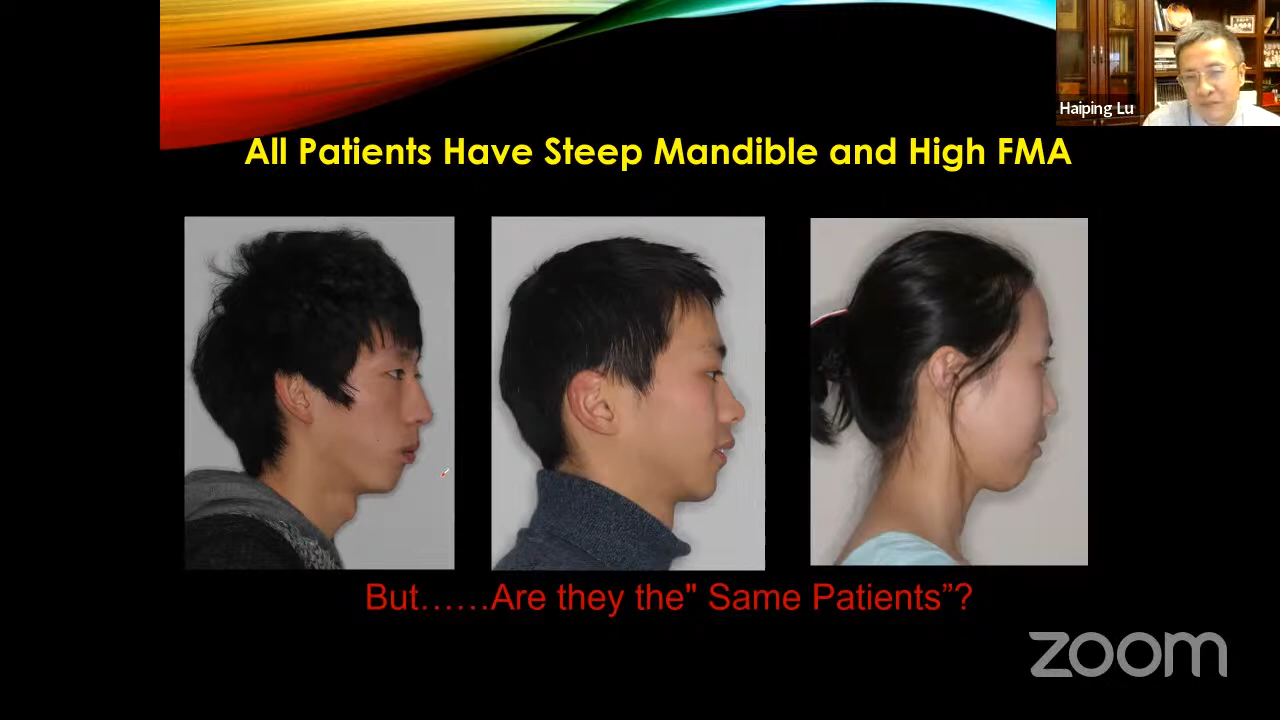 Haiping Lu
All Patients Have Steep Mandible and High FMA
But……Are they the" Same Patients”?
zoom